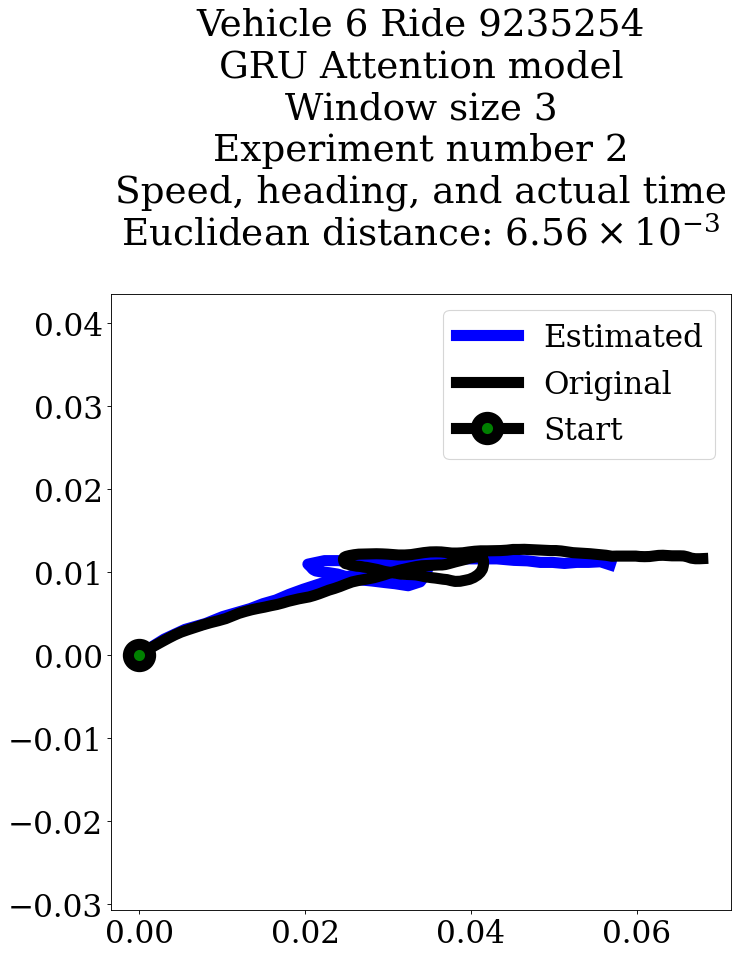 Vehicle 6 Ride 9235254
GRU Attention model
Window size 3
Experiment number 2
Speed, heading, and actual time
Euclidean distance: 6.56 × 10⁻³
Estimated
Original
Start
0.04
0.03
0.02
0.01
0.00
−0.01
−0.02
−0.03
0.00 0.02 0.04 0.06